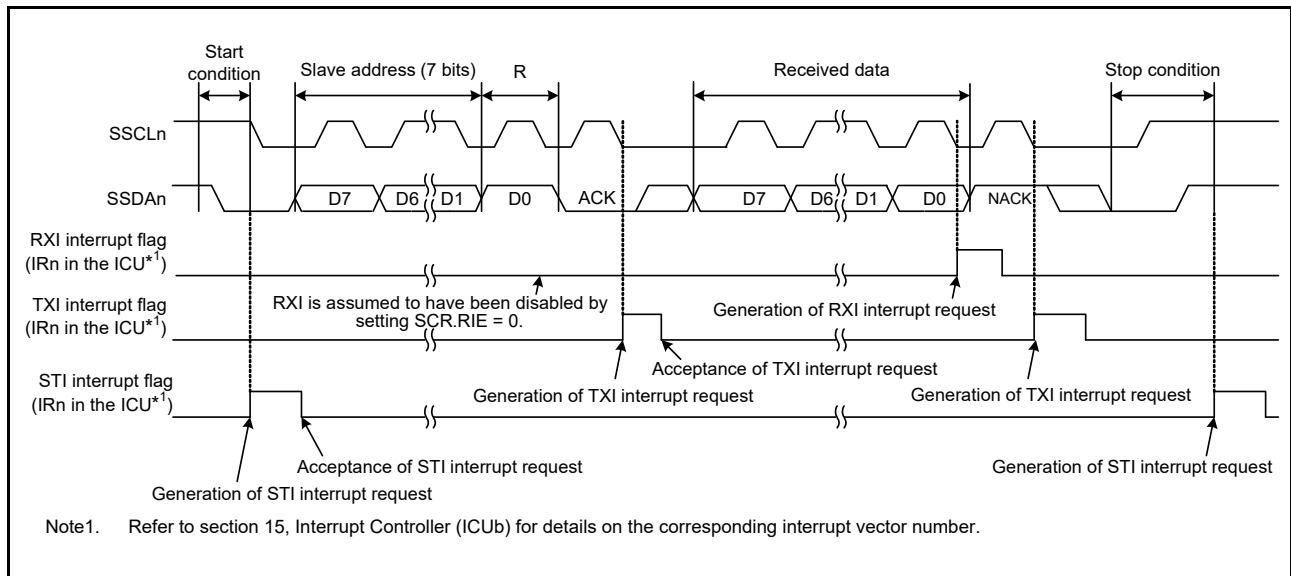 Start
condition
Slave address (7 bits)
R
Received data
Stop condition
SSCLn
SSDAn
D7
D6
D1
D0
ACK
D7
D6
D1
D0
NACK
RXI interrupt flag
(IRn in the ICU*1)
RXI is assumed to have been disabled by
setting SCR.RIE = 0.
Generation of RXI interrupt request
TXI interrupt flag
(IRn in the ICU*1)
Acceptance of TXI interrupt request
Generation of TXI interrupt request
Generation of TXI interrupt request
STI interrupt flag
(IRn in the ICU*1)
Acceptance of STI interrupt request
Generation of STI interrupt request
Generation of STI interrupt request
Note1. Refer to section 15, Interrupt Controller (ICUb) for details on the corresponding interrupt vector number.